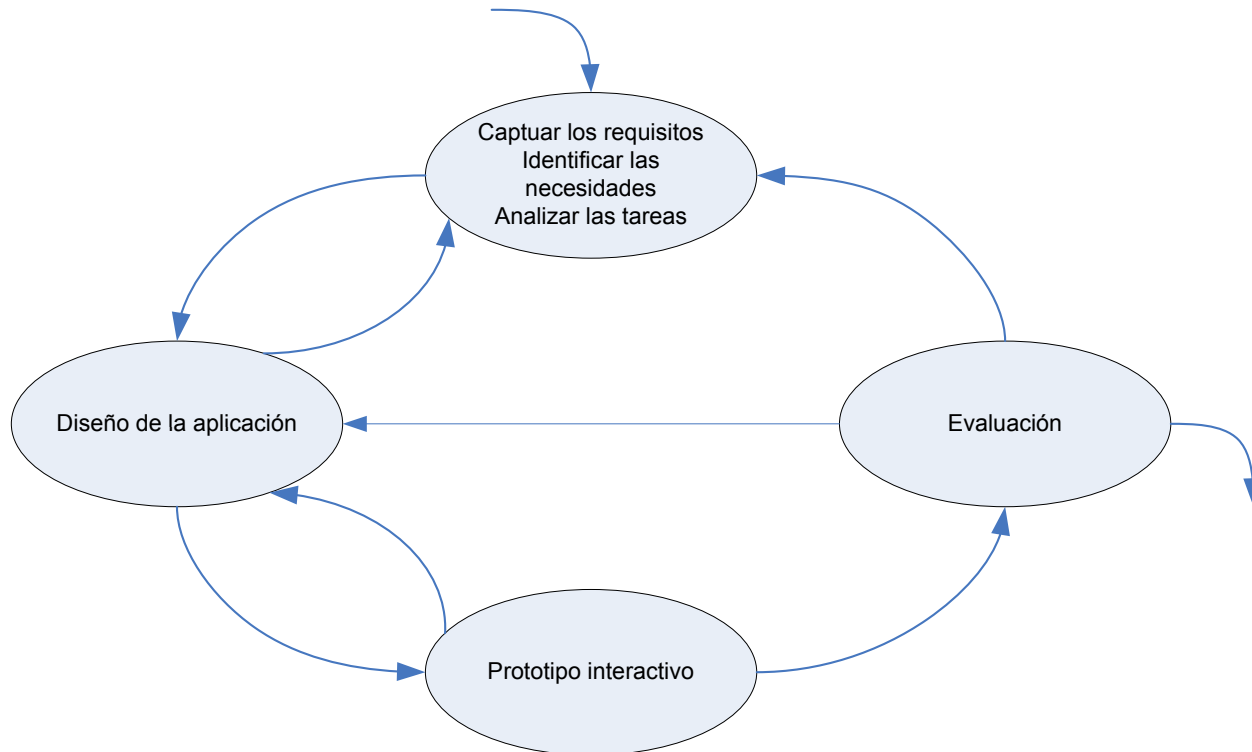 Captuar los requisitos
Identificar las
necesidades
Analizar las tareas
Diseño de la aplicación
Evaluación
Prototipo interactivo